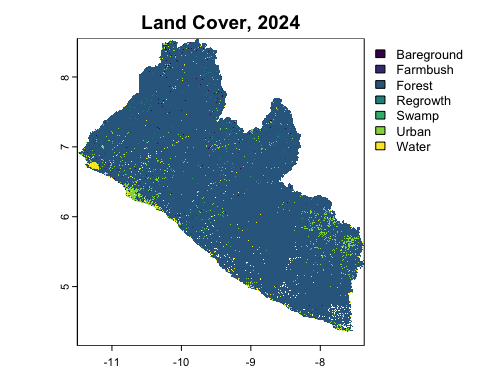 Land Cover, 2024
Bareground
Farmbush
Forest
Regrowth
Swamp
Urban
Water
8
7
6
5
-11
-10
-9
-8